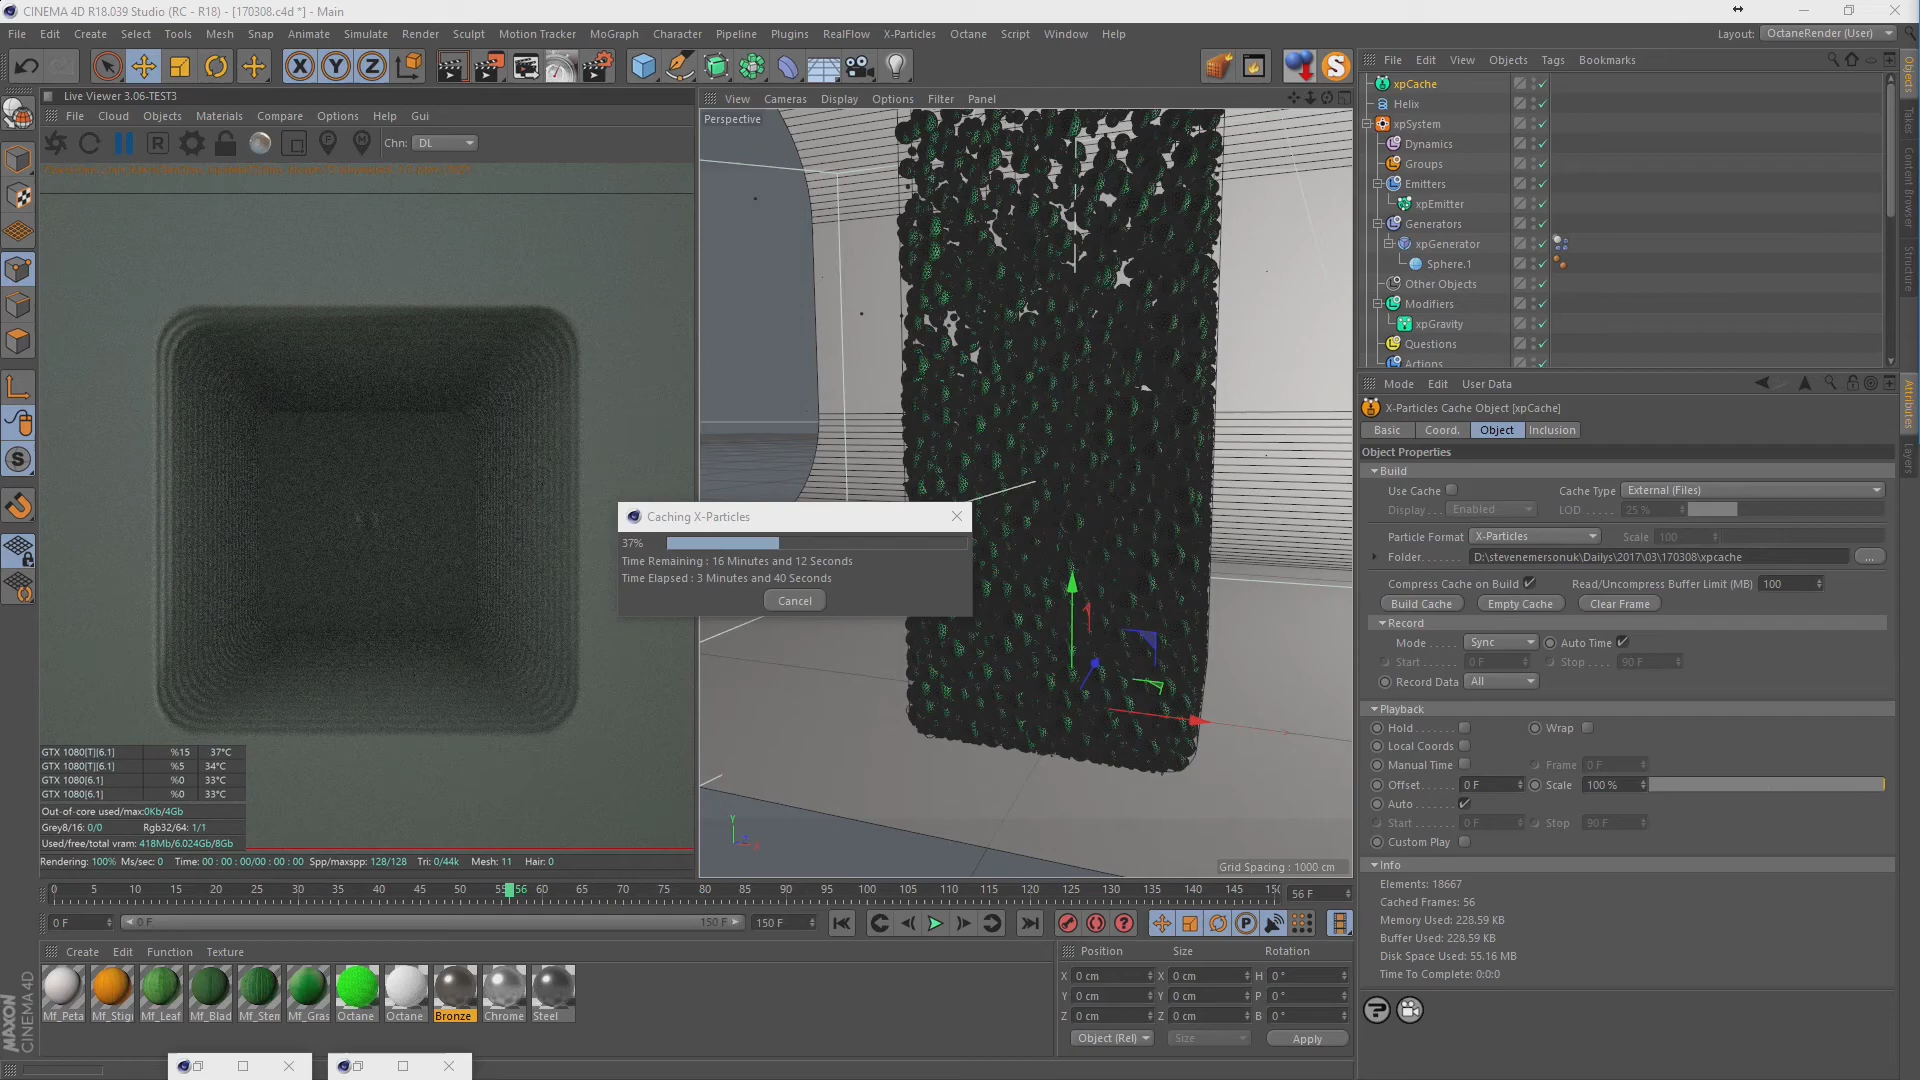 CINEMA 4D R18.039 Studio (RC - R18) - [170308.c4d *] - Main
File Edit Create Select Tools Mesh Snap Animate Simulate Render Sculpt Motion Tracker MoGraph Character Pipeline Plugins RealFlow X-Particles Octane Script Window Help
Layout: OctaneRender (User)
Live Viewer 3.06-TEST3
File Cloud Objects Materials Compare Options Help Gui
Chn: DL
View Cameras Display Options Filter Panel
Perspective
File Edit View Objects Tags Bookmarks
xpCache
Helix
xpSystem
Dynamics
Groups
Emitters
xpEmitter
Generators
xpGenerator
Sphere.1
Other Objects
Modifiers
xpGravity
Questions
Actions
Objects
Takes
Content Browser
Structure
Attributes
Layers
Mode Edit User Data
X-Particles Cache Object [xpCache]
Basic Coord. Object Inclusion
Object Properties
Build
Use Cache Cache Type External (Files)
Display . . Enabled LOD . . . 25 %
Particle Format X-Particles Scale 100
Folder. D:\stevenemersonuk\Dailys\2017\03\170308\xpcache ...
Compress Cache on Build Read/Uncompress Buffer Limit (MB) 100
Build Cache Empty Cache Clear Frame
Record
Mode . . . . . Sync Auto Time
Start . . . . . 0 F Stop . . . . 90 F
Record Data All
Playback
Hold . . . . . . . Wrap
Local Coords
Manual Time Frame 0 F
Offset . . . . . 0 F Scale 100 %
Auto . . . . . . .
Start . . . . . . 0 F Stop 90 F
Custom Play
Info
Elements: 18667
Cached Frames: 56
Memory Used: 228.59 KB
Buffer Used: 228.59 KB
Disk Space Used: 55.16 MB
Time To Complete: 0:0:0
Caching X-Particles
37%
Time Remaining : 16 Minutes and 12 Seconds
Time Elapsed : 3 Minutes and 40 Seconds
Cancel
GTX 1080[T][6.1] %15 37°C
GTX 1080[T][6.1] %5 34°C
GTX 1080[6.1] %0 33°C
GTX 1080[6.1] %0 33°C
Out-of-core used/max:0Kb/4Gb
Grey8/16: 0/0 Rgb32/64: 1/1
Used/free/total vram: 418Mb/6.024Gb/8Gb
Rendering: 100% Ms/sec: 0 Time: 00 : 00 : 00/00 : 00 : 00 Spp/maxspp: 128/128 Tri: 0/44k Mesh: 11 Hair: 0
Y
Grid Spacing : 1000 cm
0 5 10 15 20 25 30 35 40 45 50 55 56 60 65 70 75 80 85 90 95 100 105 110 115 120 125 130 135 140 145 150 56 F
0 F 0 F 150 F 150 F
Create Edit Function Texture
Mf_Peta Mf_Stigr Mf_Leaf Mf_Blad Mf_Sten Mf_Gras Octane Octane Bronze Chrome Steel
Position Size Rotation
X 0 cm X 0 cm H 0 °
Y 0 cm Y 0 cm P 0 °
Z 0 cm Z 0 cm B 0 °
Object (Rel) Size Apply
MAXON
CINEMA 4D